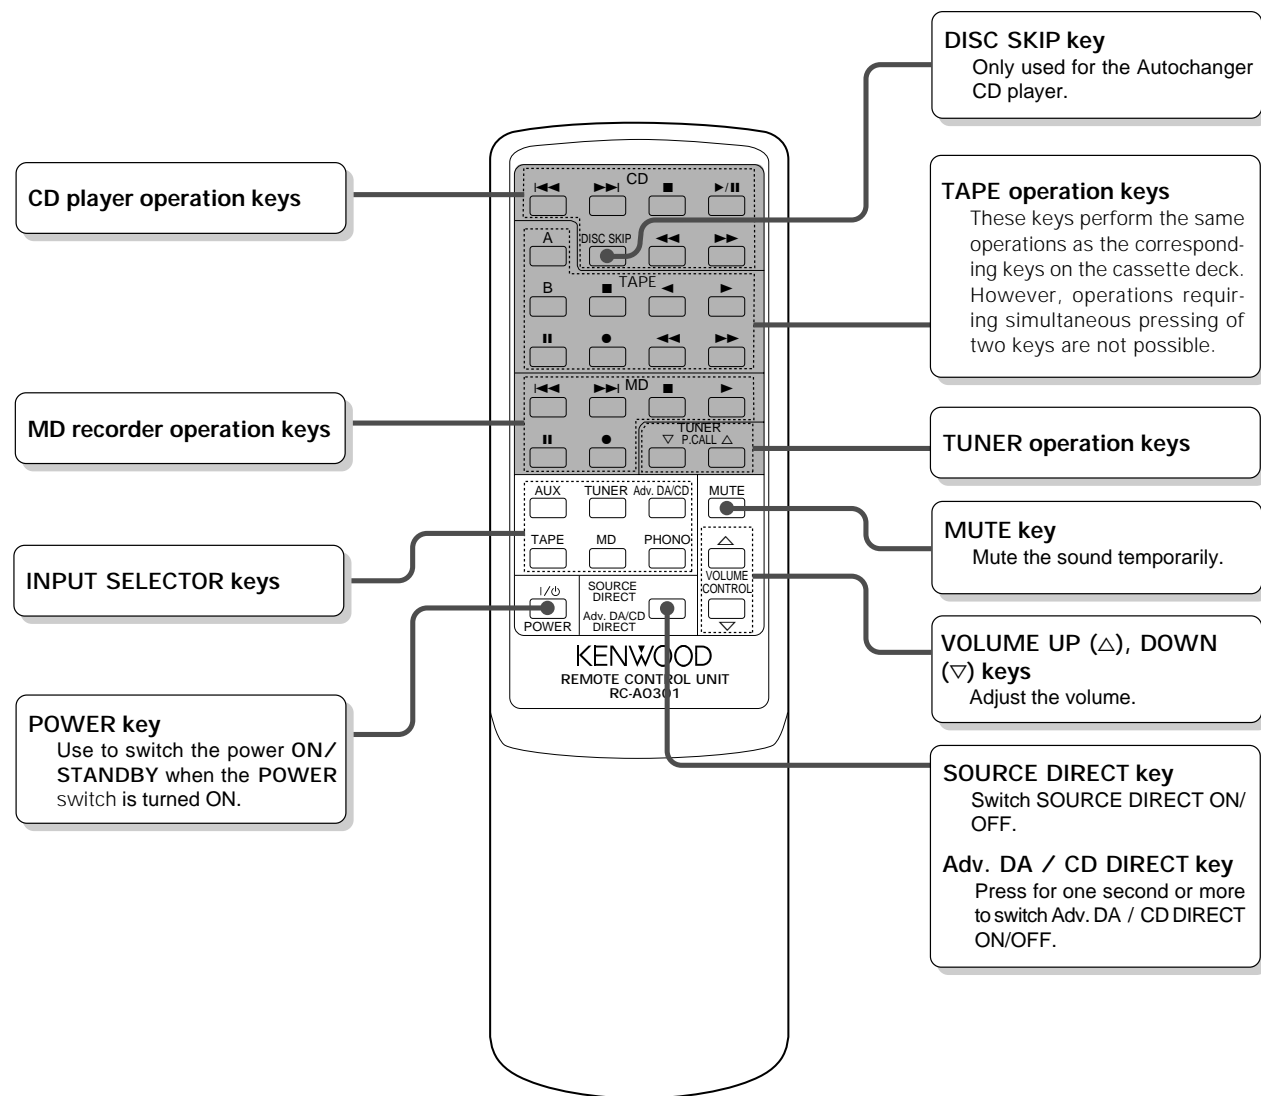 DISC SKIP key
Only used for the Autochanger
CD player.
CD player operation keys
TAPE operation keys
These keys perform the same
operations as the correspond-
ing keys on the cassette deck.
However, operations requir-
ing simultaneous pressing of
two keys are not possible.
MD recorder operation keys
TUNER operation keys
MUTE key
Mute the sound temporarily.
INPUT SELECTOR keys
VOLUME UP (△), DOWN
(▽) keys
Adjust the volume.
POWER key
Use to switch the power ON/
STANDBY when the POWER
switch is turned ON.
SOURCE DIRECT key
Switch SOURCE DIRECT ON/
OFF.
Adv. DA / CD DIRECT key
Press for one second or more
to switch Adv. DA / CD DIRECT
ON/OFF.
CD
⏮ ⏭ ■ ▶/⏸
A DISC SKIP ◀◀ ▶▶
TAPE
B ■ ◀ ▶
⏸ ● ◀◀ ▶▶
MD
⏮ ⏭ ■ ▶
TUNER
⏸ ● ▽ P.CALL △
AUX TUNER Adv. DA/CD MUTE
TAPE MD PHONO △
VOLUME
CONTROL
▽
I/⏻
POWER
SOURCE
DIRECT
Adv. DA/CD
DIRECT
KENWOOD
REMOTE CONTROL UNIT
RC-A0301